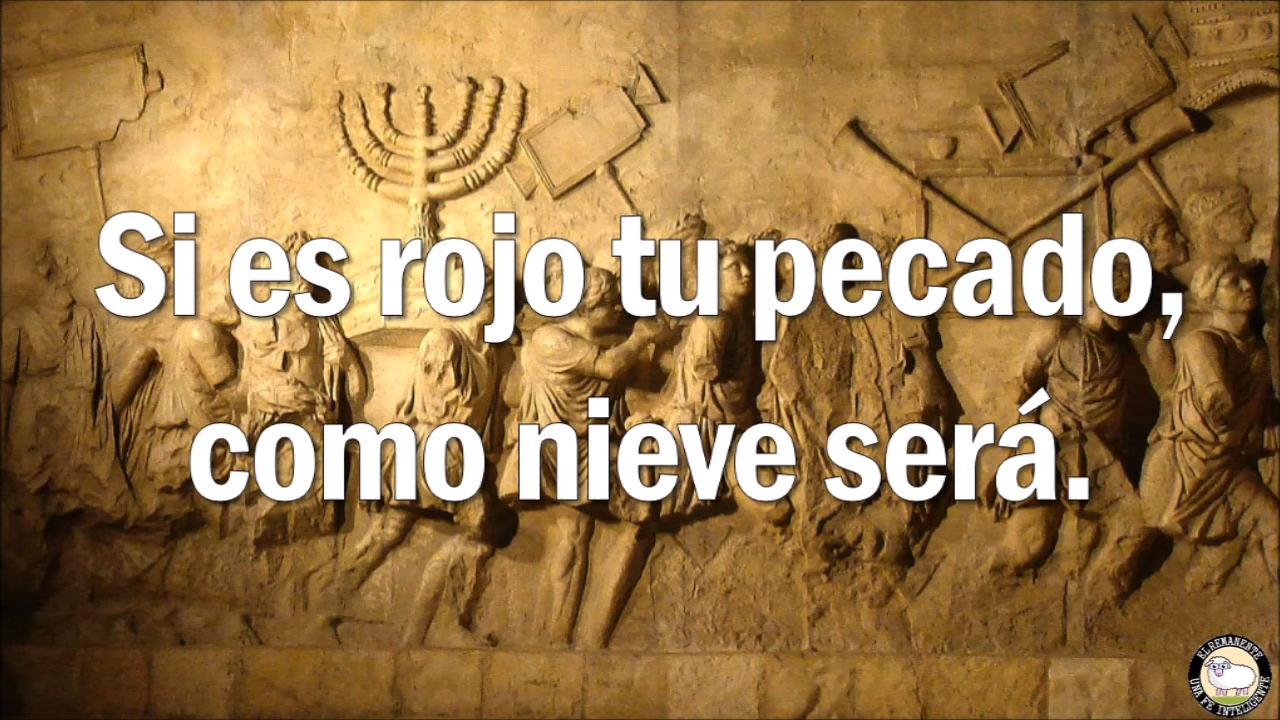 Si es rojo tu pecado,
como nieve será.
EL REMANENTE
UNA FE INTELIGENTE